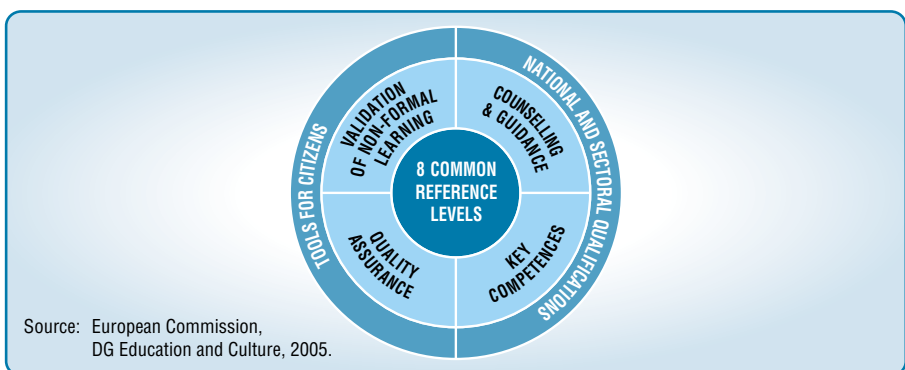 TOOLS FOR CITIZENS
NATIONAL AND SECTORAL QUALIFICATIONS
VALIDATION
OF NON-FORMAL
LEARNING
COUNSELLING
& GUIDANCE
8 COMMON
REFERENCE
LEVELS
QUALITY
ASSURANCE
KEY
COMPETENCES
Source: European Commission,
DG Education and Culture, 2005.